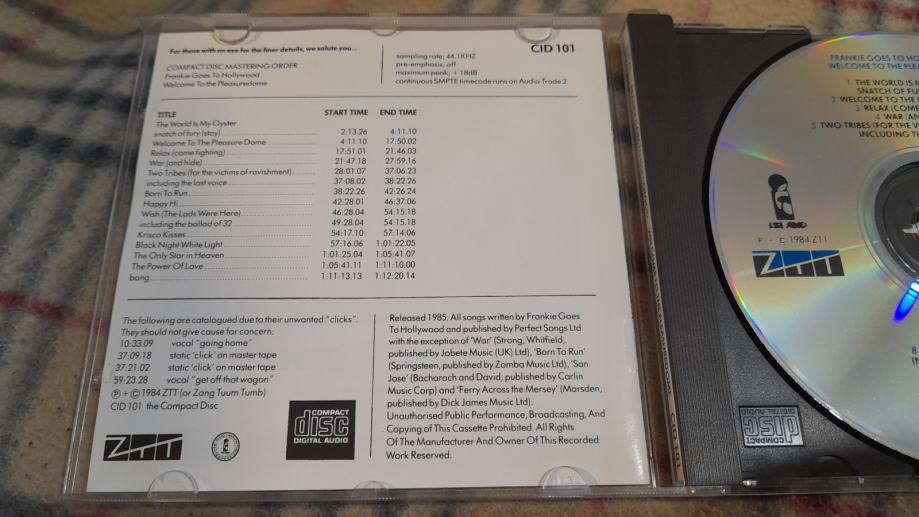 For those with an eye for the finer details, we salute you...
CID 101
COMPACT DISC MASTERING ORDER
Frankie Goes To Hollywood
Welcome To the Pleasuredome
sampling rate; 44.1KHZ
pre-emphasis; off
maximum peak; + 18dB
continuous SMPTE timecode runs on Audio Trade 2
TITLE START TIME END TIME
The World Is My Oyster
snatch of fury (stay) 2:13.26 4:11.10
Welcome To The Pleasure Dome 4:11.10 17:50.02
Relax (come fighting) 17:51.01 21:46.03
War (and hide) 21:47.18 27:59.16
Two Tribes (for the victims of ravishment) 28:01.07 37:06.23
including the last voice 37:08.02 38:22.26
Born To Run 38:22.26 42:26.24
Happy Hi 42:28.01 46:37.06
Wish (The Lads Were Here) 46:28.04 54:15.18
including the ballad of 32 49:28.04 54:15.18
Krisco Kisses 54:17.10 57:14.06
Black Night White Light 57:16.06 1:01:22.05
The Only Star in Heaven 1:01:25.04 1:05:41.07
The Power Of Love 1:05:41.11 1:11:10.00
bang 1:11:13.13 1:12:20.14
The following are catalogued due to their unwanted "clicks".
They should not give cause for concern:
10:33.09 vocal "going home"
37:09.18 static 'click' on master tape
37:21.02 static 'click' on master tape
59:23.28 vocal "get off that wagon"
Ⓟ + © 1984 ZTT (or Zang Tuum Tumb)
CID 101 the Compact Disc
ZTT
COMPACT
disc
DIGITAL AUDIO
Released 1985. All songs written by Frankie Goes
To Hollywood and published by Perfect Songs Ltd
with the exception of 'War' (Strong, Whitfield,
published by Jobete Music (UK) Ltd), 'Born To Run'
(Springsteen, published by Zomba Music Ltd), 'San
Jose' (Bacharach and David, published by Carlin
Music Corp) and 'Ferry Across the Mersey' (Marsden,
published by Dick James Music Ltd).
Unauthorised Public Performance, Broadcasting, And
Copying of This Cassette Prohibited. All Rights
Of The Manufacturer And Owner Of This Recorded
Work Reserved.
CID 101
FRANKIE GOES TO HO
WELCOME TO THE PLEA
1 THE WORLD IS M
SNATCH OF FU
2 WELCOME TO THE
3 RELAX (COME
4 WAR (AN
5 TWO TRIBES (FOR THE V
INCLUDING TH
ISLAND
P + C 1984 ZTT
ZTT
8
IN
COMPACT
disc
DIGITAL AUDIO